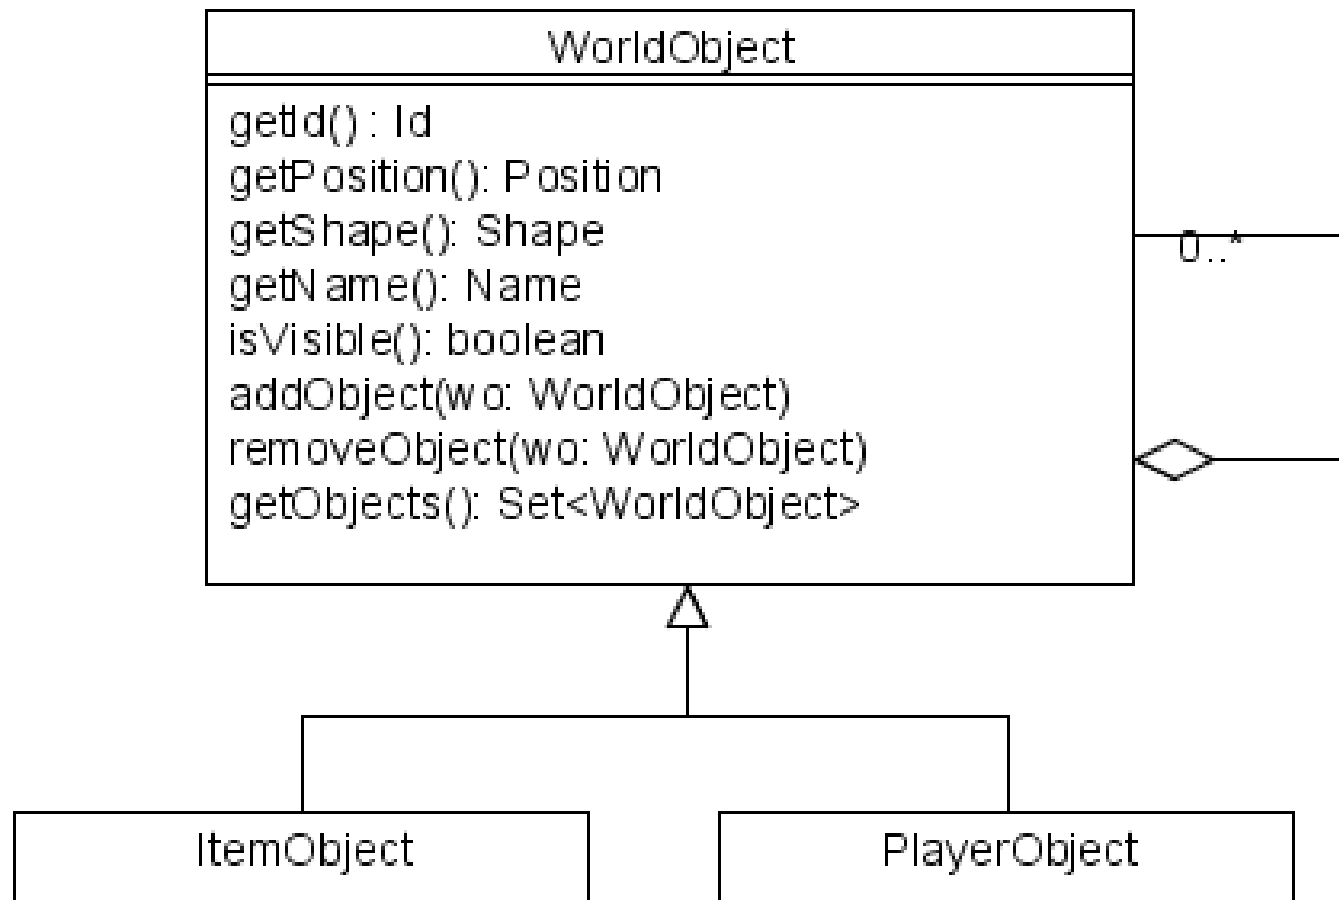 WorldObject
getId() : Id
getPosition(): Position
getShape(): Shape
getName(): Name
isVisible(): boolean
addObject(wo: WorldObject)
removeObject(wo: WorldObject)
getObjects(): Set<WorldObject>
0..*
ItemObject
PlayerObject